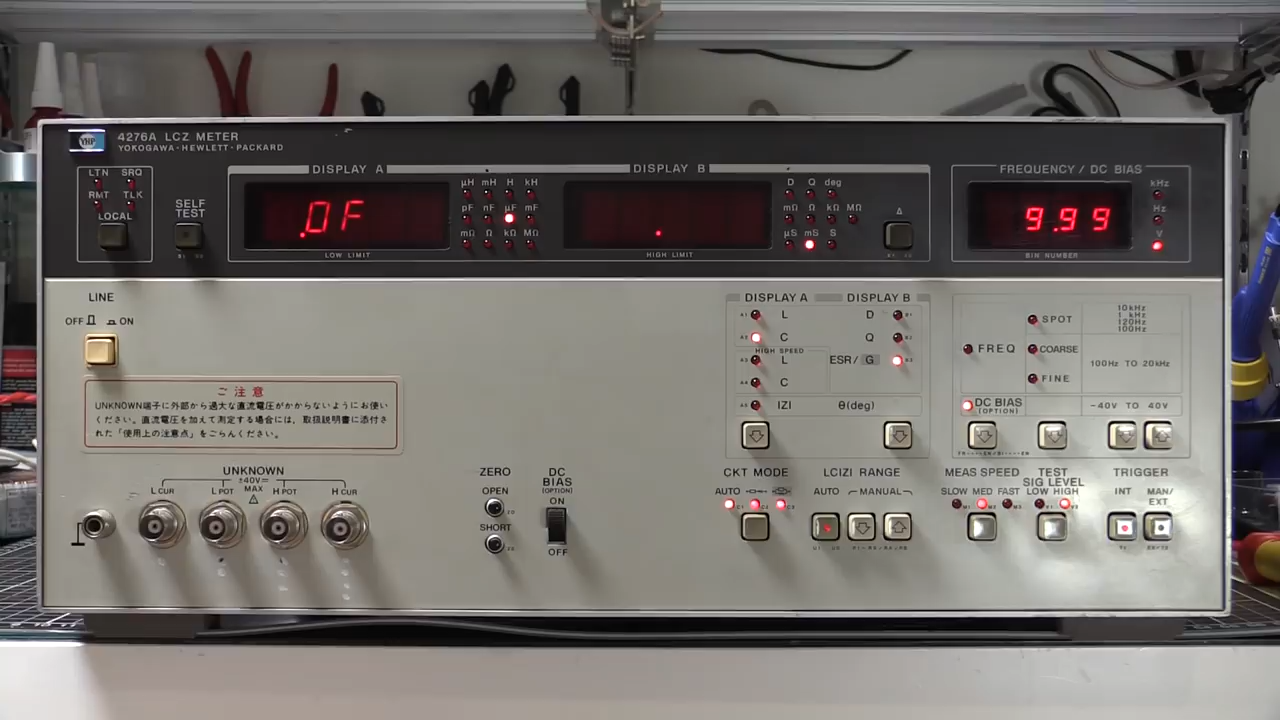 YHP
4276A LCZ METER
YOKOGAWA-HEWLETT-PACKARD
LTN SRQ
RMT TLK
LOCAL
SELF
TEST
DISPLAY A
.OF
LOW LIMIT
µH mH H kH
pF nF µF mF
mΩ Ω kΩ MΩ
DISPLAY B
.
HIGH LIMIT
D Q deg
mΩ Ω kΩ MΩ
µS mS S
Δ
FREQUENCY / DC BIAS
9.99
BIN NUMBER
kHz
Hz
V
LINE
OFF ON
ご注意
UNKNOWN端子に外部から過大な直流電圧がかからないようにお使い
ください。直流電圧を加えて測定する場合には、取扱説明書に添付さ
れた「使用上の注意点」をごらんください。
UNKNOWN
±40V MAX
L CUR L POT H POT H CUR
ZERO
OPEN
SHORT
DC
BIAS
(OPTION)
ON
OFF
DISPLAY A DISPLAY B
L D
C Q
HIGH SPEED
L ESR/G
C
IZI θ(deg)
FREQ
SPOT
COARSE
FINE
10kHz
1 kHz
120Hz
100Hz
100Hz TO 20kHz
DC BIAS
(OPTION)
-40V TO 40V
CKT MODE
AUTO
LCIZI RANGE
AUTO MANUAL
MEAS SPEED
SLOW MED FAST
TEST
SIG LEVEL
LOW HIGH
TRIGGER
INT MAN/
EXT